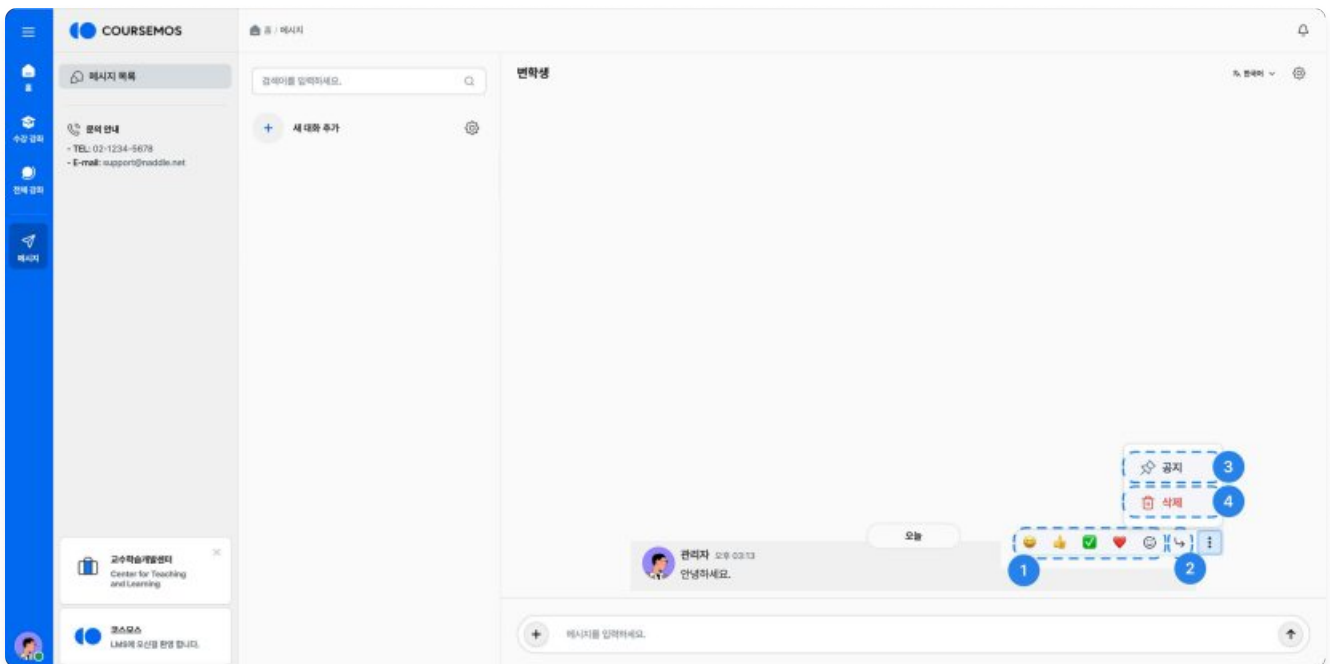 COURSEMOS
홈 / 메시지
홈
수강 강좌
전체 강좌
메시지
메시지 목록
문의 안내
- TEL: 02-1234-5678
- E-mail: support@naddle.net
교수학습개발센터
Center for Teaching
and Learning
코스모스
LMS에 오신걸 환영 합니다.
검색어를 입력하세요.
새 대화 추가
변학생
한국어
공지
3
삭제
4
오늘
관리자 오후 03:13
안녕하세요.
1
2
메시지를 입력하세요.